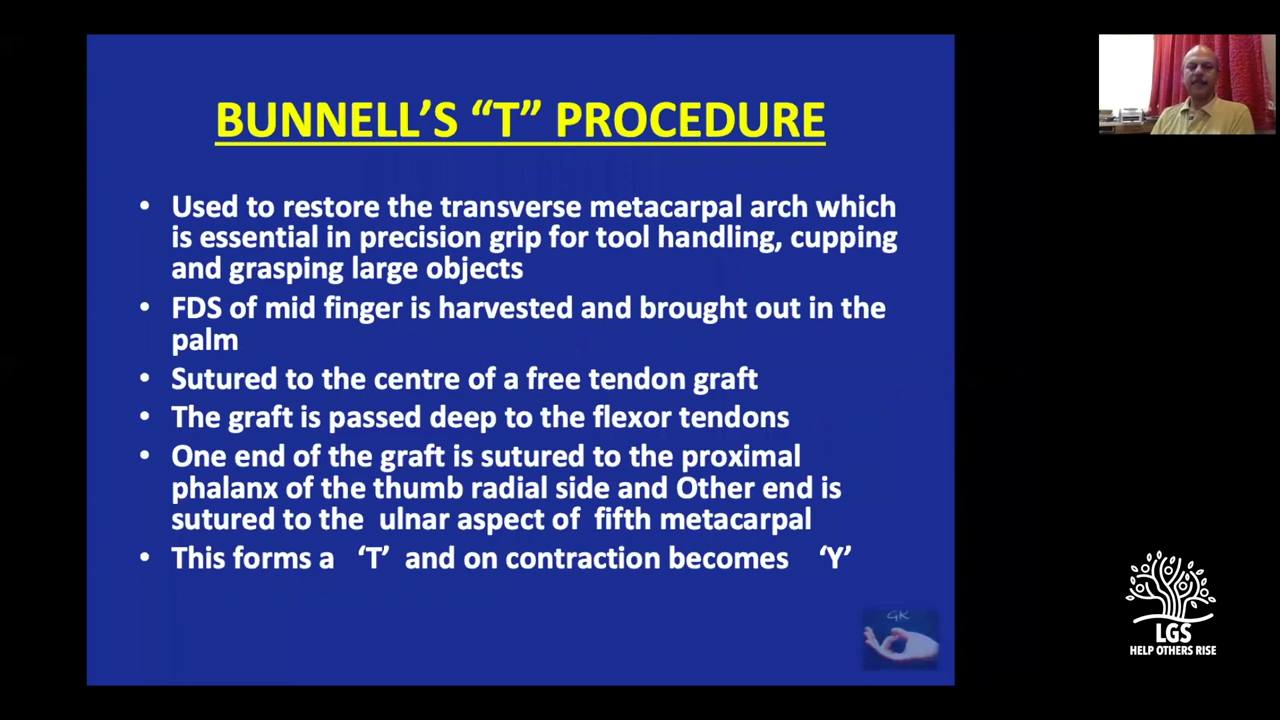 BUNNELL’S “T” PROCEDURE
• Used to restore the transverse metacarpal arch which
is essential in precision grip for tool handling, cupping
and grasping large objects
• FDS of mid finger is harvested and brought out in the
palm
• Sutured to the centre of a free tendon graft
• The graft is passed deep to the flexor tendons
• One end of the graft is sutured to the proximal
phalanx of the thumb radial side and Other end is
sutured to the ulnar aspect of fifth metacarpal
• This forms a ‘T’ and on contraction becomes ‘Y’
GK
LGS
HELP OTHERS RISE